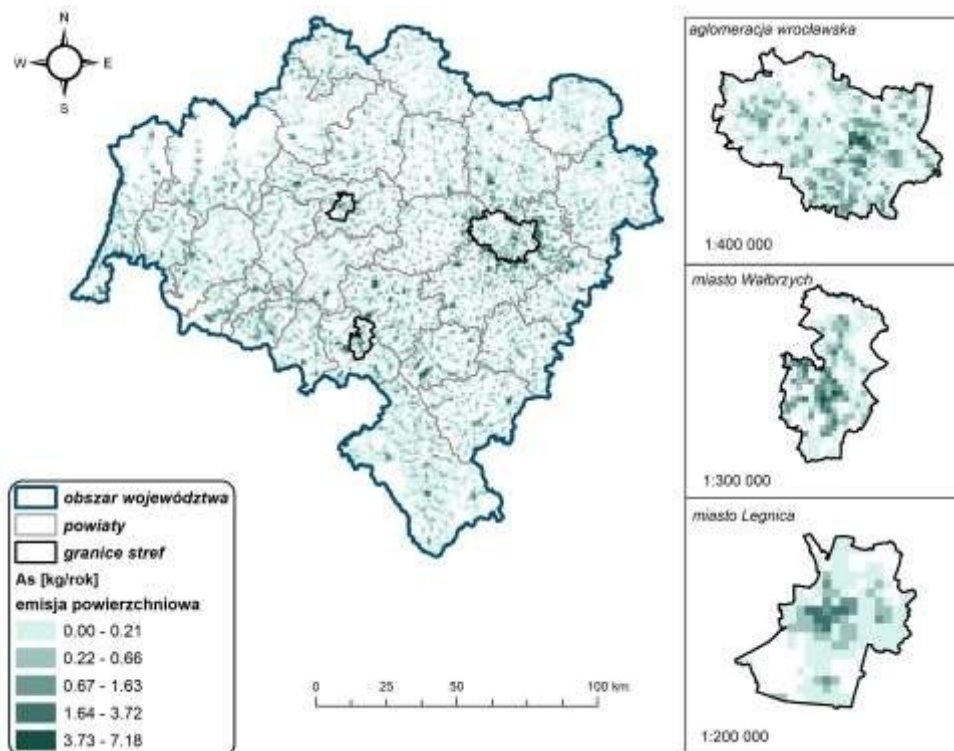 N
W E
S
aglomeracja wrocławska
1:400 000
miasto Wałbrzych
1:300 000
miasto Legnica
1:200 000
obszar województwa
powiaty
granice stref
As [kg/rok]
emisja powierzchniowa
0.00 - 0.21
0.22 - 0.66
0.67 - 1.63
1.64 - 3.72
3.73 - 7.18
0 25 50 100 km